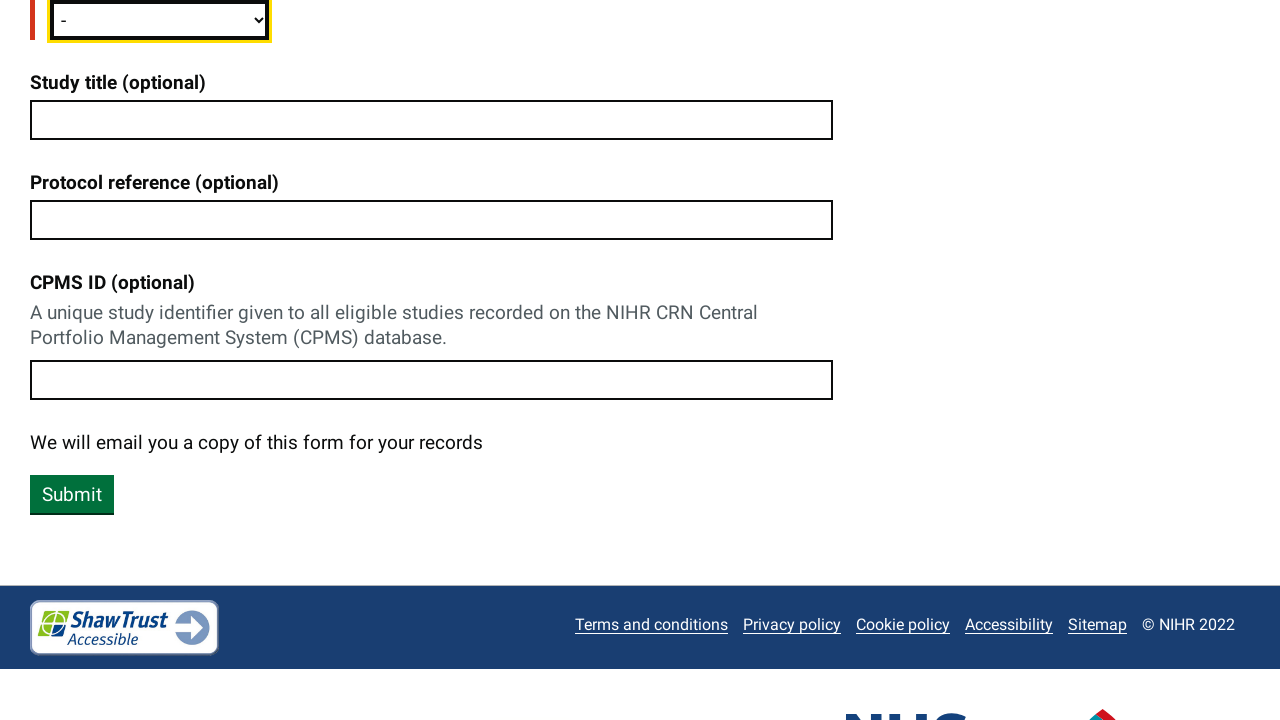 -
Study title (optional)
Protocol reference (optional)
CPMS ID (optional)
A unique study identifier given to all eligible studies recorded on the NIHR CRN Central
Portfolio Management System (CPMS) database.
We will email you a copy of this form for your records
Submit
ShawTrust
Accessible
Terms and conditions Privacy policy Cookie policy Accessibility Sitemap © NIHR 2022